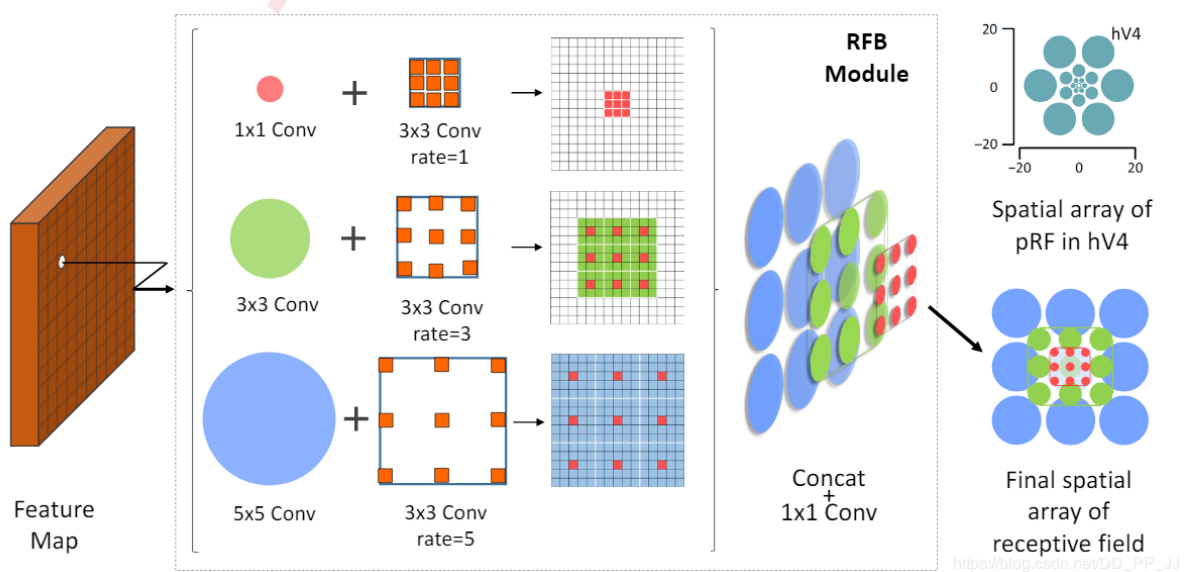 1x1 Conv
+
3x3 Conv
rate=1
3x3 Conv
+
3x3 Conv
rate=3
5x5 Conv
+
3x3 Conv
rate=5
Feature
Map
RFB
Module
Concat
+
1x1 Conv
hV4
20
0
−20
−20
0
20
Spatial array of
pRF in hV4
Final spatial
array of
receptive field
https://blog.csdn.net/DD_PP_JJ